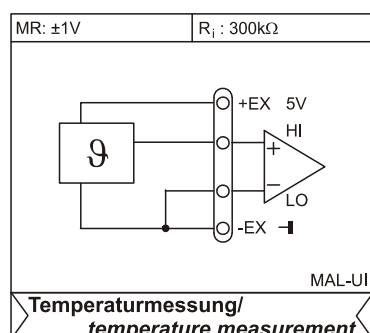 MR: ±1V
Ri : 300kΩ
+EX 5V
HI
ϑ
+
−
LO
-EX
MAL-UI
Temperaturmessung/
temperature measurement